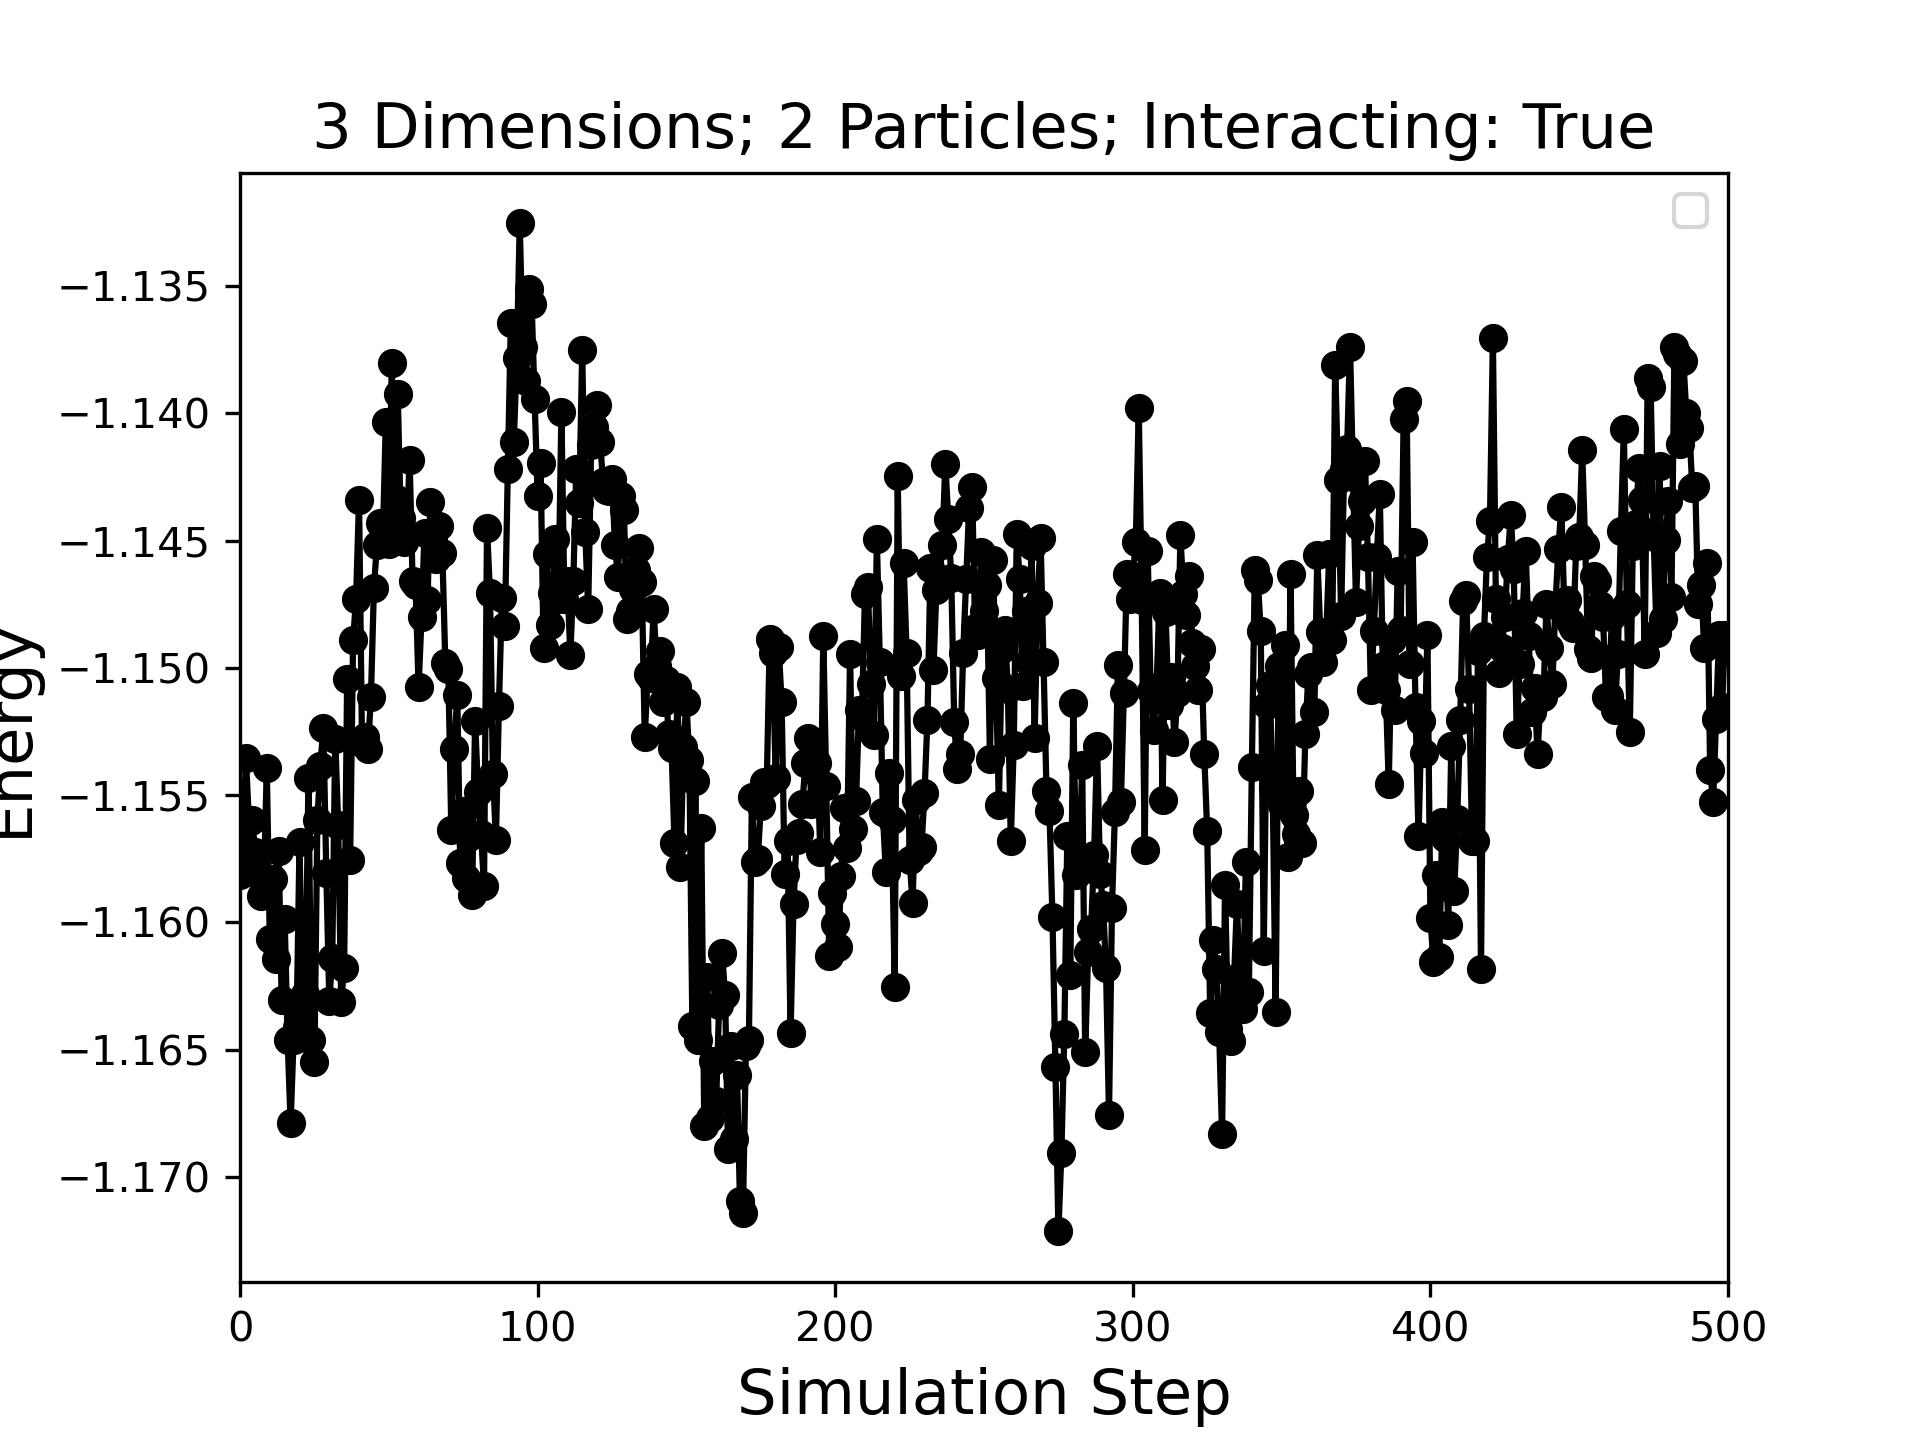 3 Dimensions; 2 Particles; Interacting: True
−1.135
−1.140
−1.145
−1.150
−1.155
−1.160
−1.165
−1.170
Energy
0 100 200 300 400 500
Simulation Step